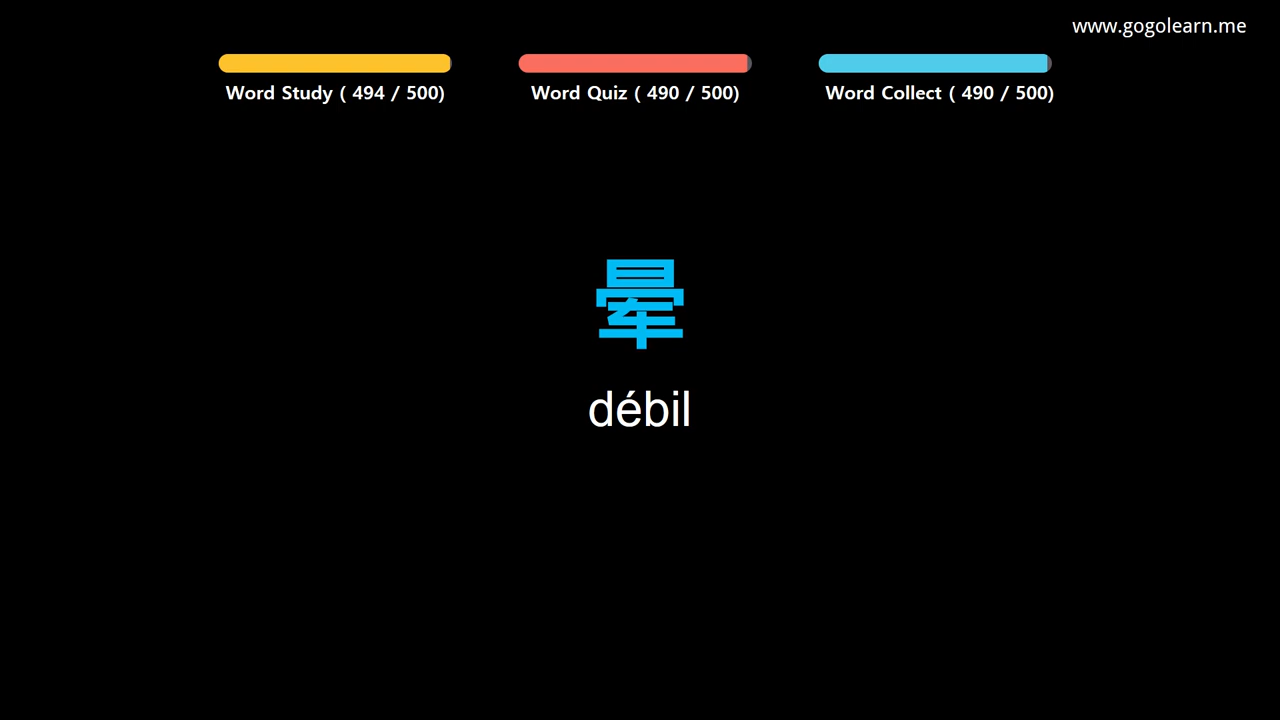 www.gogolearn.me
Word Study ( 494 / 500)
Word Quiz ( 490 / 500)
Word Collect ( 490 / 500)
晕
débil